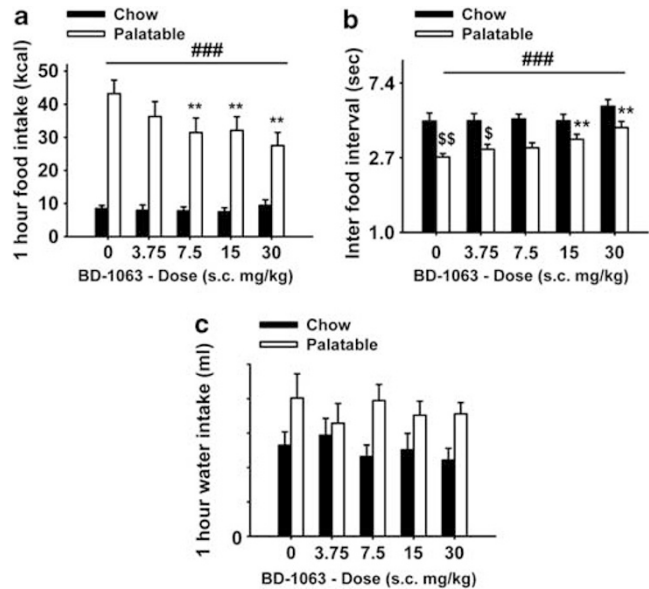 a
Chow
Palatable
###
50
40
30
20
10
0
1 hour food intake (kcal)
**
**
**
0 3.75 7.5 15 30
BD-1063 - Dose (s.c. mg/kg)
b
Chow
Palatable
###
7.4
2.7
1.0
Inter food interval (sec)
$$
$
**
**
0 3.75 7.5 15 30
BD-1063 - Dose (s.c. mg/kg)
c
Chow
Palatable
1 hour water intake (ml)
0
0 3.75 7.5 15 30
BD-1063 - Dose (s.c. mg/kg)